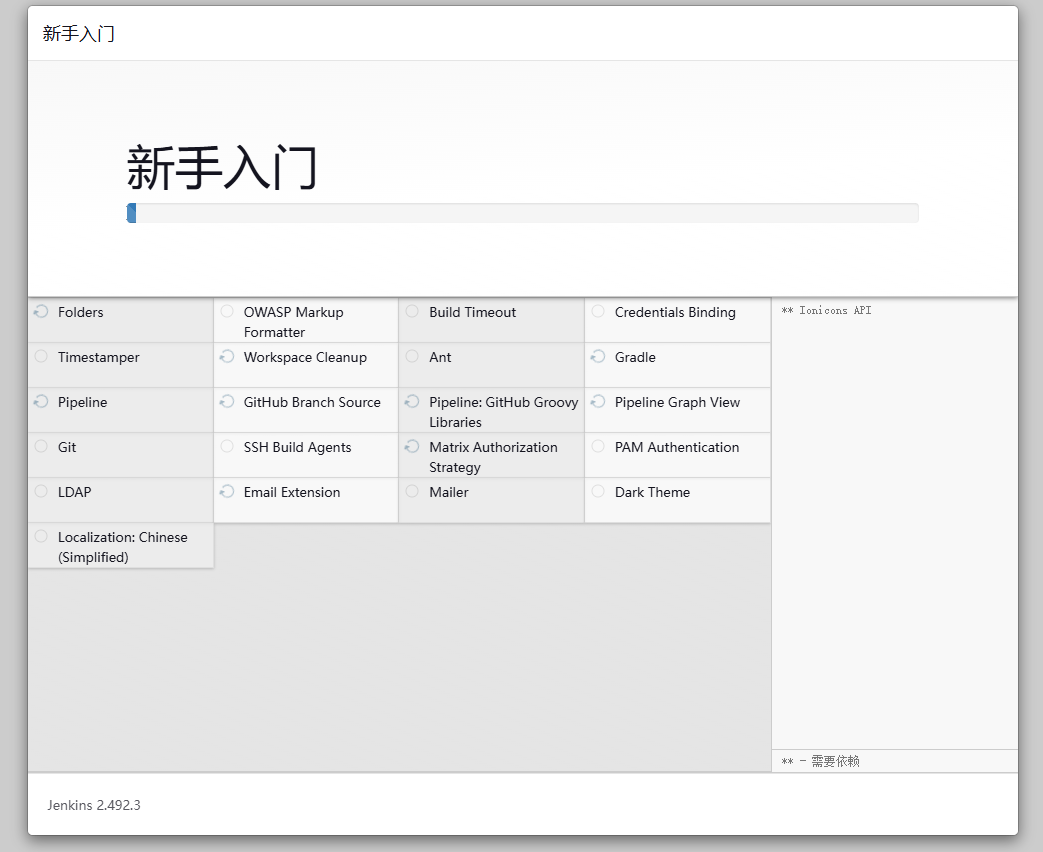 新手入门
新手入门
Folders
OWASP Markup
Formatter
Build Timeout
Credentials Binding
** Ionicons API
Timestamper
Workspace Cleanup
Ant
Gradle
Pipeline
GitHub Branch Source
Pipeline: GitHub Groovy
Libraries
Pipeline Graph View
Git
SSH Build Agents
Matrix Authorization
Strategy
PAM Authentication
LDAP
Email Extension
Mailer
Dark Theme
Localization: Chinese
(Simplified)
** - 需要依赖
Jenkins 2.492.3